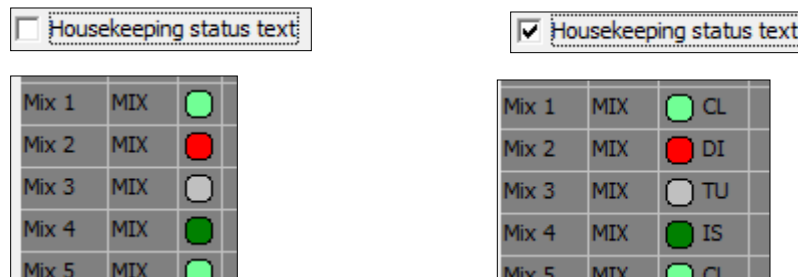 Housekeeping status text
Mix 1 MIX
Mix 2 MIX
Mix 3 MIX
Mix 4 MIX
Mix 5 MIX
Housekeeping status text
Mix 1 MIX CL
Mix 2 MIX DI
Mix 3 MIX TU
Mix 4 MIX IS
Mix 5 MIX CL